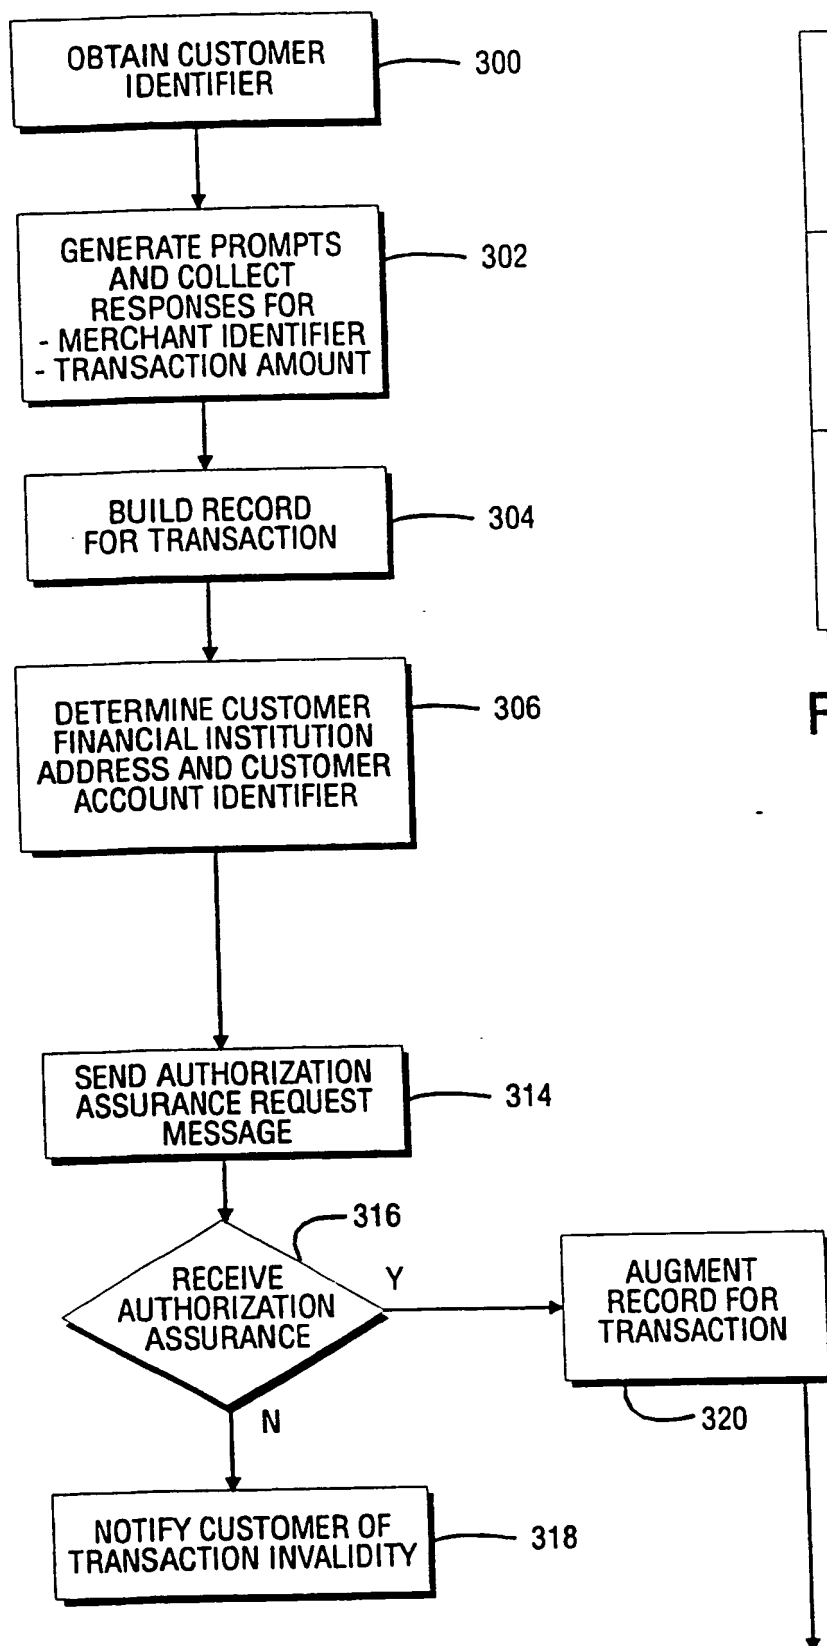 OBTAIN CUSTOMER
IDENTIFIER
300
GENERATE PROMPTS
AND COLLECT
RESPONSES FOR
- MERCHANT IDENTIFIER
- TRANSACTION AMOUNT
302
BUILD RECORD
FOR TRANSACTION
304
DETERMINE CUSTOMER
FINANCIAL INSTITUTION
ADDRESS AND CUSTOMER
ACCOUNT IDENTIFIER
306
F
SEND AUTHORIZATION
ASSURANCE REQUEST
MESSAGE
314
316
RECEIVE
AUTHORIZATION
ASSURANCE
Y
N
AUGMENT
RECORD FOR
TRANSACTION
320
NOTIFY CUSTOMER OF
TRANSACTION INVALIDITY
318